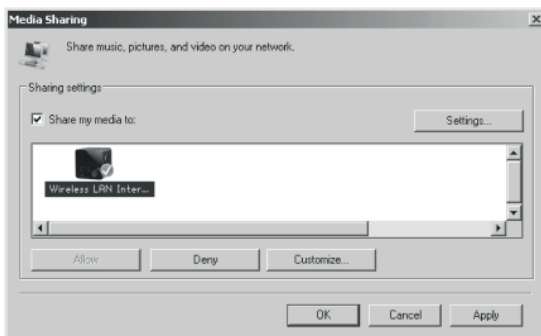 Media Sharing
Share music, pictures, and video on your network.
Sharing settings
Share my media to:
Settings...
Wireless LAN Inter...
Allow
Deny
Customize...
OK
Cancel
Apply